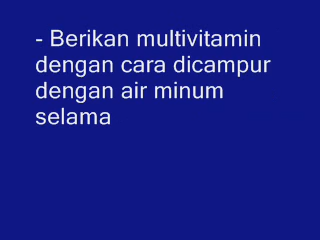 - Berikan multivitamin
dengan cara dicampur
dengan air minum
selama